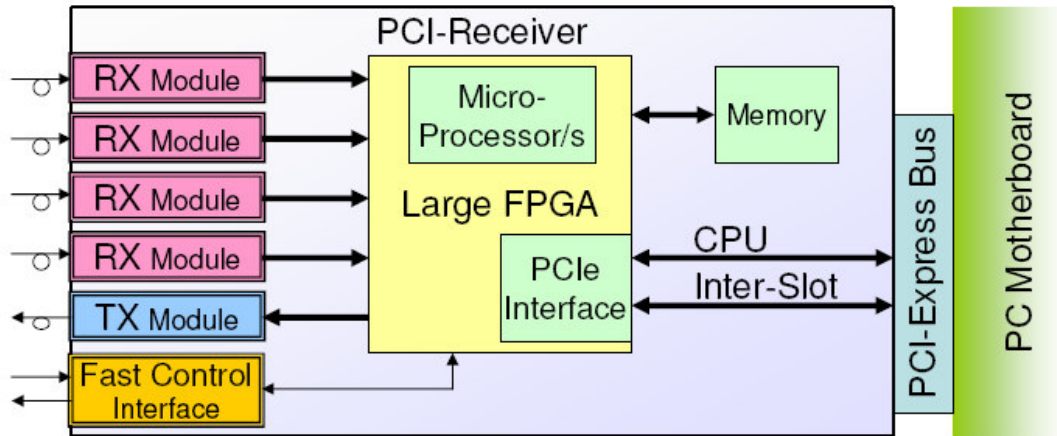 PCI-Receiver
RX Module
RX Module
RX Module
RX Module
TX Module
Fast Control
Interface
Micro-
Processor/s
Large FPGA
PCIe
Interface
Memory
CPU
Inter-Slot
PCI-Express Bus
PC Motherboard